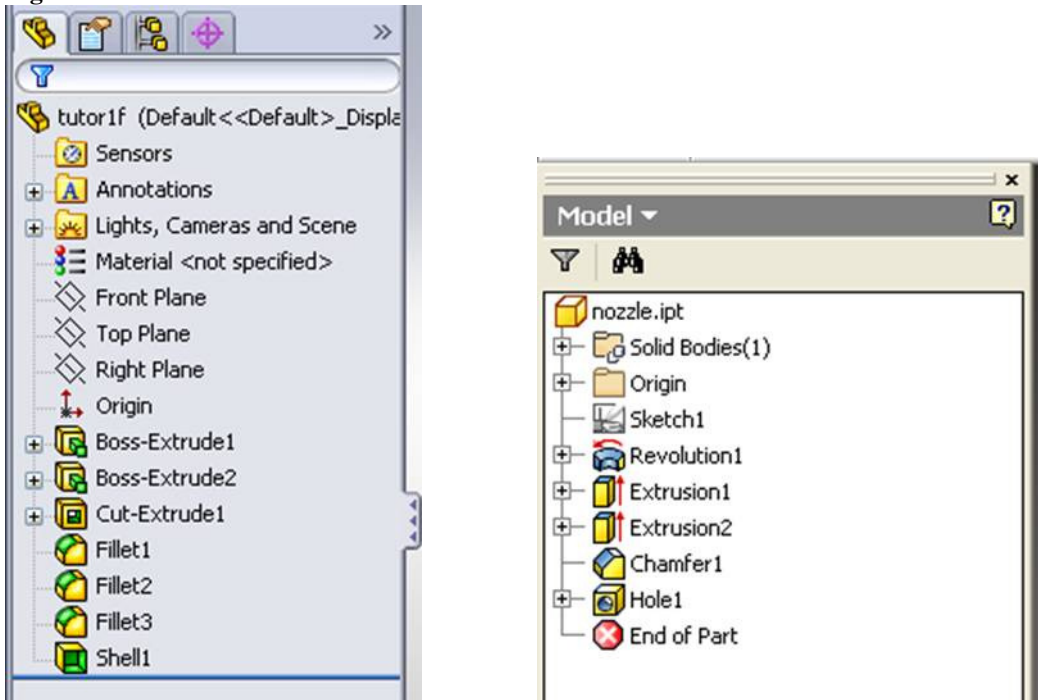 tutor1f (Default<<Default>_Displa
Sensors
Annotations
Lights, Cameras and Scene
Material <not specified>
Front Plane
Top Plane
Right Plane
Origin
Boss-Extrude1
Boss-Extrude2
Cut-Extrude1
Fillet1
Fillet2
Fillet3
Shell1
Model
nozzle.ipt
Solid Bodies(1)
Origin
Sketch1
Revolution1
Extrusion1
Extrusion2
Chamfer1
Hole1
End of Part